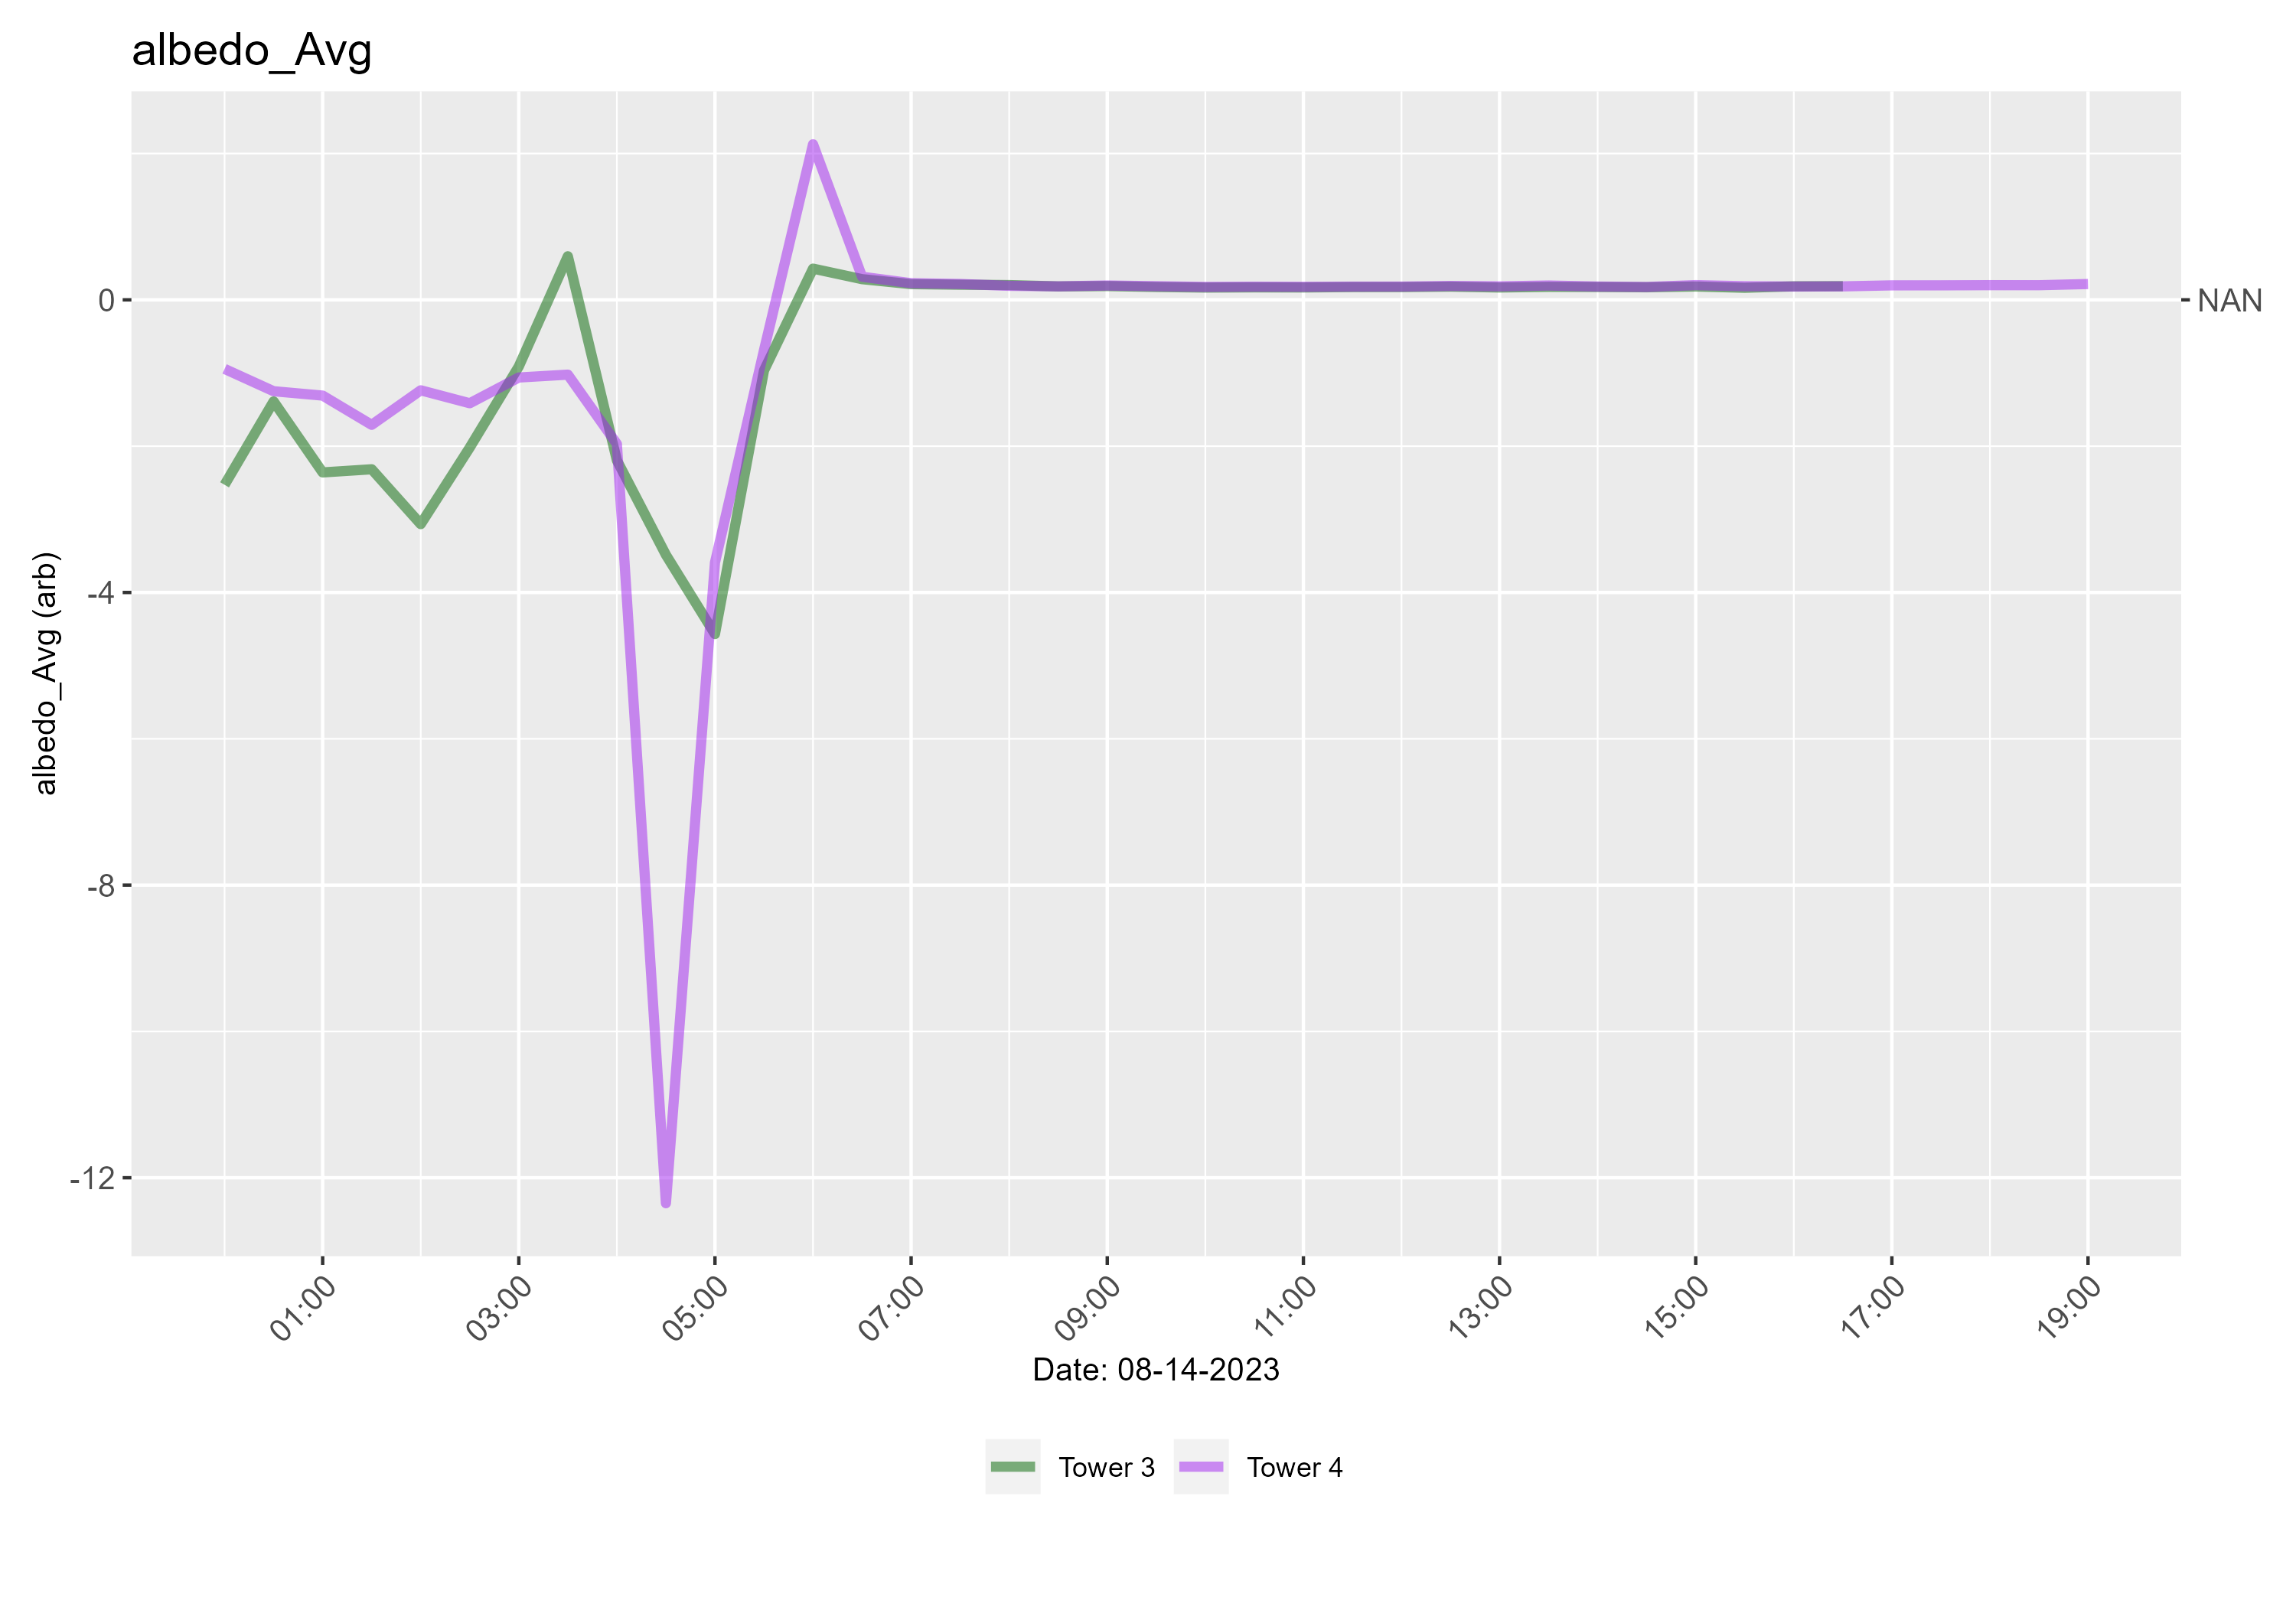 albedo_Avg
0
-4
-8
-12
NAN
albedo_Avg (arb)
01:00 03:00 05:00 07:00 09:00 11:00 13:00 15:00 17:00 19:00
Date: 08-14-2023
Tower 3 Tower 4